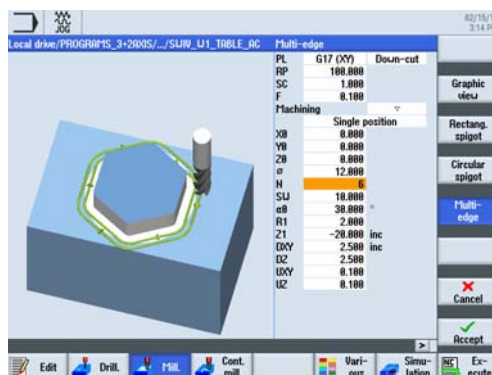 JOG
02/15/1
3:14 P
Local drive/PROGRAMS_3+2AXIS/.../SWIV_W1_TABLE_AC
Multi-edge
PL G17 (XY) Down-cut
RP 100.000
SC 1.000
F 0.100
Machining ▽
Single position
X0 0.000
Y0 0.000
Z0 0.000
ø 12.000
N 6
SW 10.000
α0 30.000 °
R1 2.000
Z1 -20.000 inc
DXY 2.500 inc
DZ 2.500
UXY 0.100
UZ 0.100
Graphic
view
Rectang.
spigot
Circular
spigot
Multi-
edge
Cancel
Accept
Edit
Drill.
Mill.
Cont.
mill.
Vari-
ous
Simu-
lation
NC
Ex-
ecute